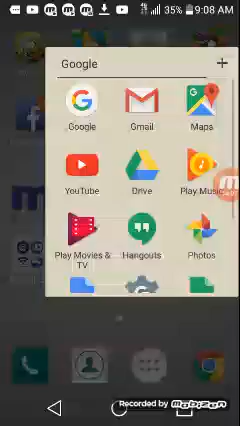 35% 9:08 AM
Google +
Google Gmail Maps
YouTube Drive Play Music
Play Movies & TV Hangouts Photos
Recorded by mobizen